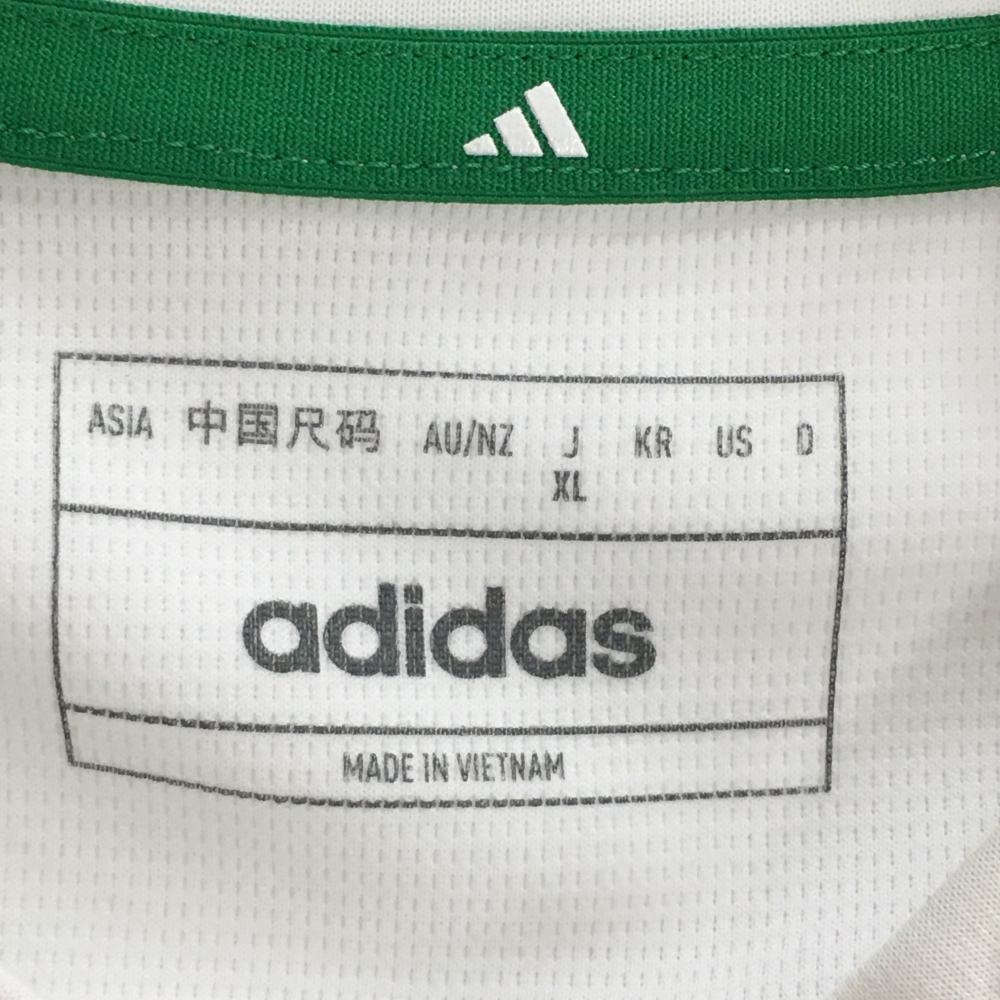 ASIA 中国尺码 AU/NZ J KR US D
XL
adidas
MADE IN VIETNAM